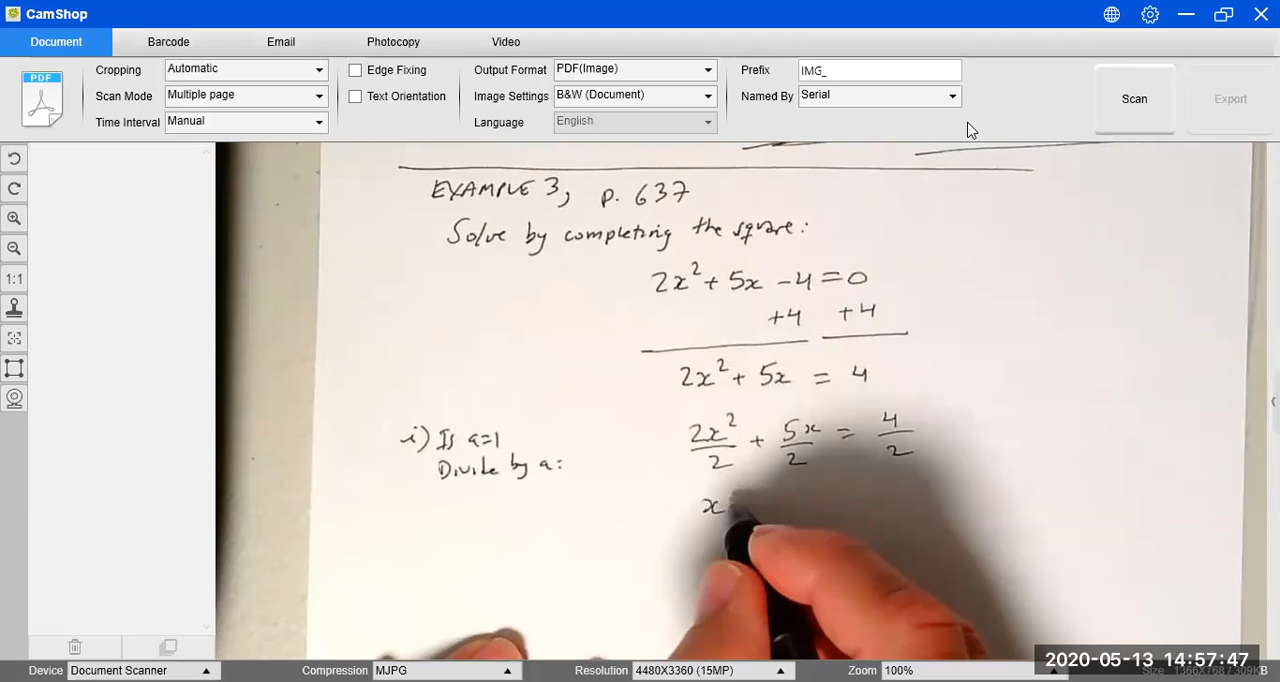 CamShop
Document Barcode Email Photocopy Video
Cropping Automatic Edge Fixing Output Format PDF(Image) Prefix IMG_
PDF Scan Mode Multiple page Text Orientation Image Settings B&W (Document) Named By Serial Scan Export
Time Interval Manual Language English
1:1
EXAMPLE 3, P. 637
Solve by completing the square:
2x² + 5x - 4 = 0
+4 +4
2x² + 5x = 4
i) Is a=1
Divide by a:
2x²/2 + 5x/2 = 4/2
x
Device Document Scanner Compression MJPG Resolution 4480X3360 (15MP) Zoom 100%
2020-05-13 14:57:47